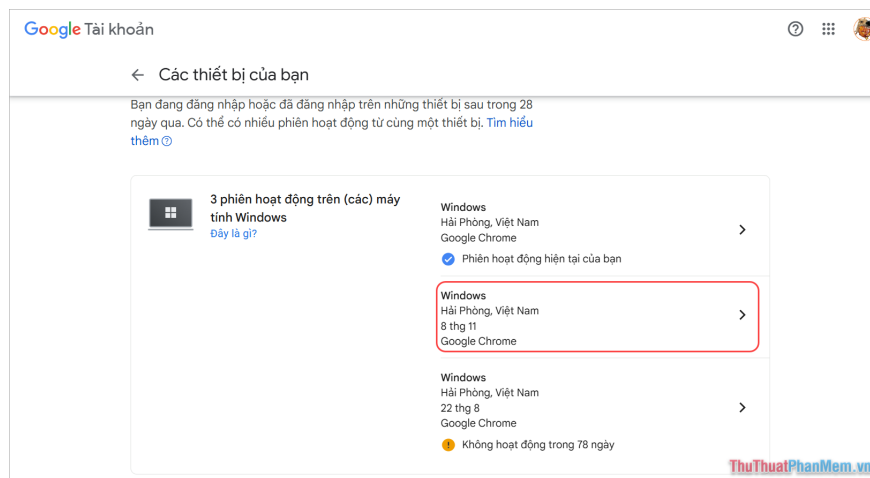 Google Tài khoản
Các thiết bị của bạn
Bạn đang đăng nhập hoặc đã đăng nhập trên những thiết bị sau trong 28
ngày qua. Có thể có nhiều phiên hoạt động từ cùng một thiết bị. Tìm hiểu
thêm
3 phiên hoạt động trên (các) máy
tính Windows
Đây là gì?
Windows
Hải Phòng, Việt Nam
Google Chrome
Phiên hoạt động hiện tại của bạn
Windows
Hải Phòng, Việt Nam
8 thg 11
Google Chrome
Windows
Hải Phòng, Việt Nam
22 thg 8
Google Chrome
Không hoạt động trong 78 ngày
ThuThuatPhanMem.vn